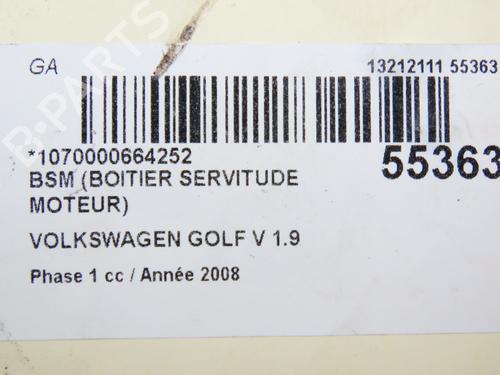 GA
13212111 55363
*1070000664252
55363
BSM (BOITIER SERVITUDE
MOTEUR)
VOLKSWAGEN GOLF V 1.9
Phase 1 cc / Année 2008
B-PARTS